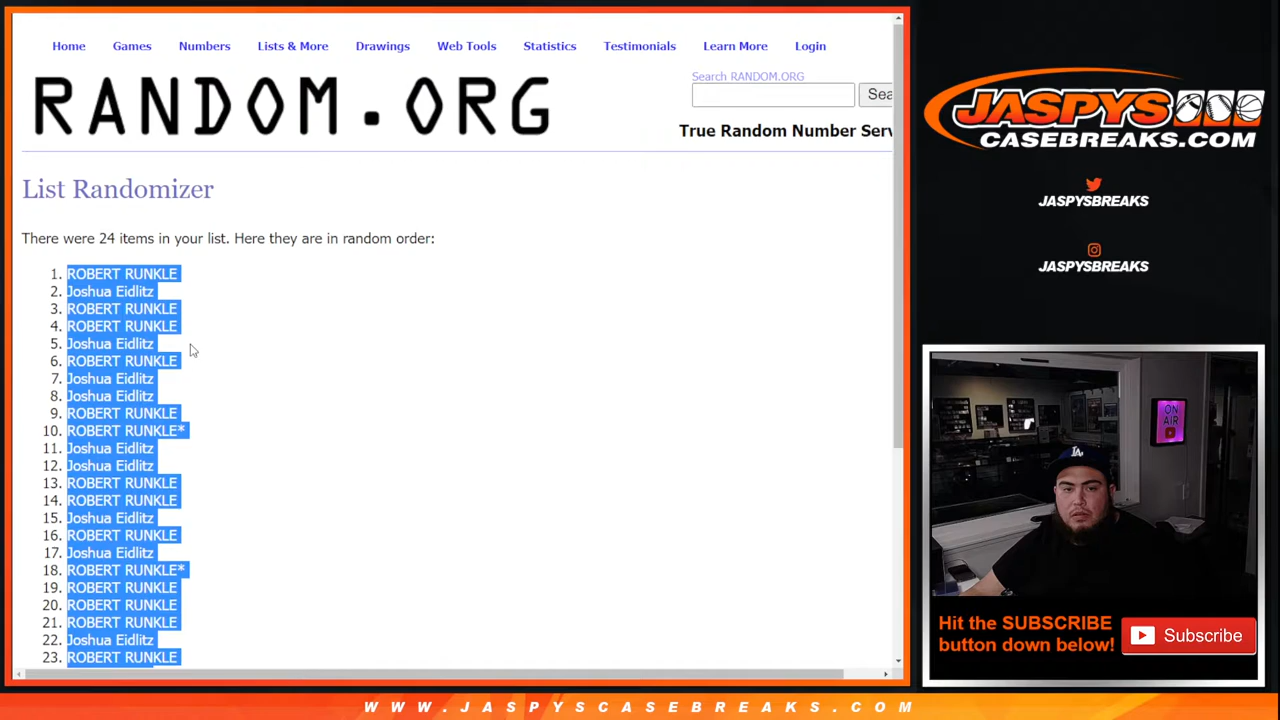 Home Games Numbers Lists & More Drawings Web Tools Statistics Testimonials Learn More Login
RANDOM.ORG
Search RANDOM.ORG
Sea
True Random Number Serv
List Randomizer
There were 24 items in your list. Here they are in random order:
1. ROBERT RUNKLE
2. Joshua Eidlitz
3. ROBERT RUNKLE
4. ROBERT RUNKLE
5. Joshua Eidlitz
6. ROBERT RUNKLE
7. Joshua Eidlitz
8. Joshua Eidlitz
9. ROBERT RUNKLE
10. ROBERT RUNKLE*
11. Joshua Eidlitz
12. Joshua Eidlitz
13. ROBERT RUNKLE
14. ROBERT RUNKLE
15. Joshua Eidlitz
16. ROBERT RUNKLE
17. Joshua Eidlitz
18. ROBERT RUNKLE*
19. ROBERT RUNKLE
20. ROBERT RUNKLE
21. ROBERT RUNKLE
22. Joshua Eidlitz
23. ROBERT RUNKLE
JASPYS
CASEBREAKS.COM
JASPYSBREAKS
JASPYSBREAKS
ON
AIR
LA
Hit the SUBSCRIBE
button down below!
Subscribe
WWW.JASPYSCASEBREAKS.COM